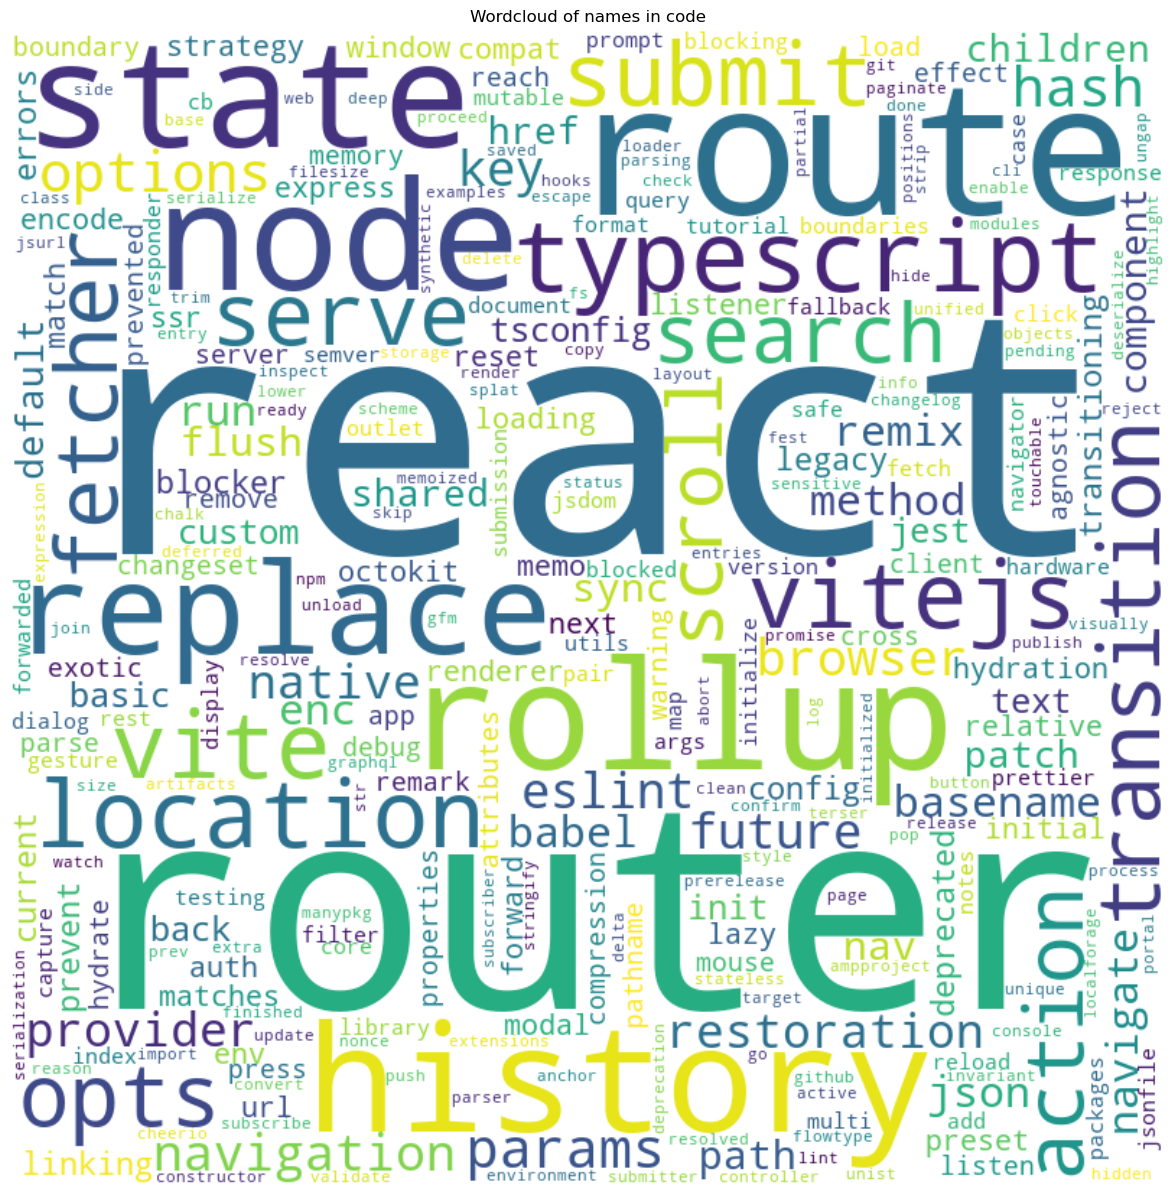 Wordcloud of names in code
boundary strategy window compat prompt blocking load children
state submit git effect hash
side cb base web deep reach mutable proceed paginate done
errors options memory filesize express href key saved hooks escape loader parsing check query partial route positions strip cli case enable response ungap
class serialize examples
encode jsurl node synthetic format tutorial boundaries modules highlight
responder prevented delete typescript hide component
match trim entry ssr serve document fs listener fallback unified click deserialize
fetcher server semver storage tsconfig reset copy search objects pending
default inspect render splat layout info changelog transitioning reject
run lower ready react scheme outlet loading scroll safe remix navigator touchable agnostic
flush memoized status fest legacy fetch sensitive
blocker remove shared skip submission jsdom method
expression chalk custom deferred jest
changeset octokit memo blocked entries version client hardware transition
forwarded replace npm unload gfm sync next utils vitejs visually
join promise cross publish
exotic display resolve native renderer pair warning map abort initialize browser hydration
basic enc app args log initialized text
dialog rest vite debug graphql rollup relative
parse gesture patch
size artifacts str remark attributes eslint clean config confirm terser button prettier
location babel future basename
current watch router style pop release initial process
testing properties subscriber stringify forward compression prerelease page deprecated notes
prevent back manypkg filter core delta init lazy nav
capture hydrate prev extra auth pathname mouse stateless ampproject action navigate localforage portal
serialization matches finished target unique
provider update library nonce extensions modal deprecation restoration console
reason index import env press convert history push anchor go github active reload invariant
opts url subscribe parser multi json add packages jsonfile
cheerio navigation params resolved path flowtype preset
linking constructor validate environment submitter controller lint unist listen hidden